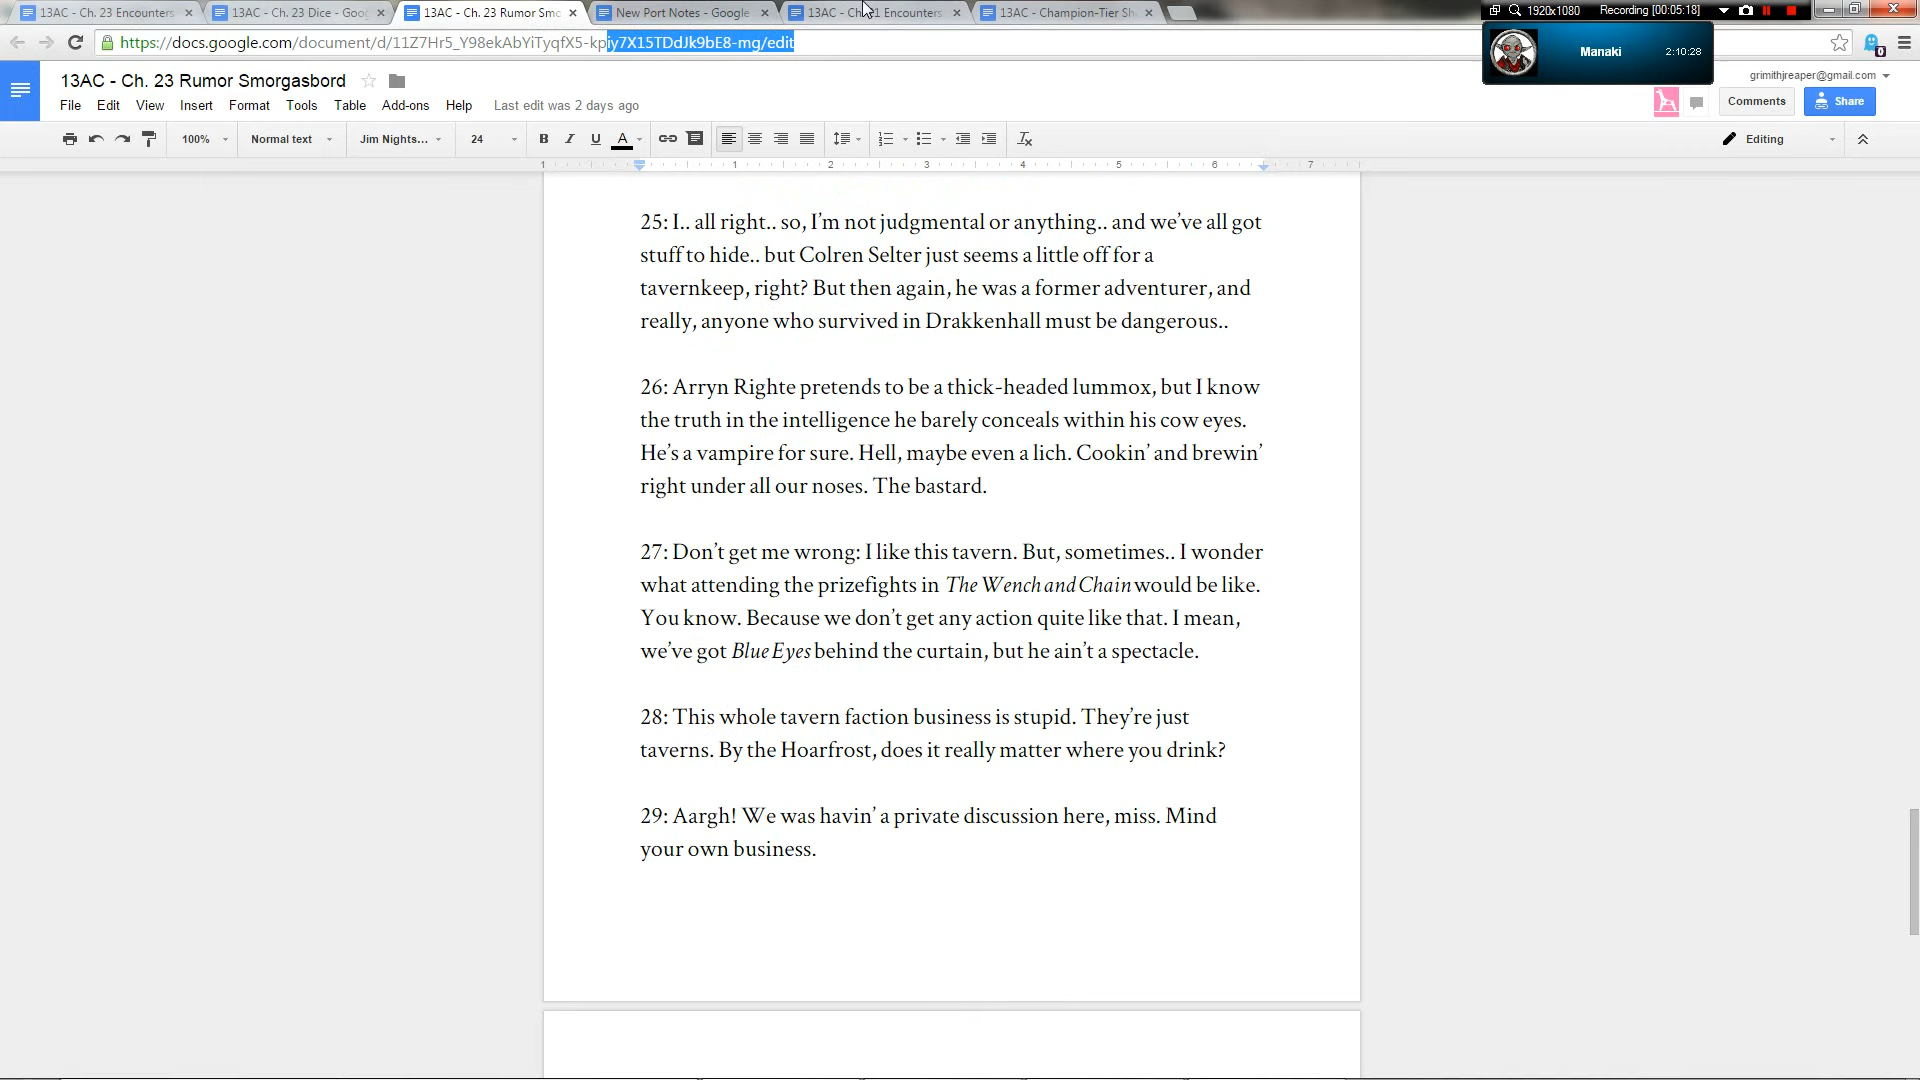 13AC - Ch. 23 Encounters
13AC - Ch. 23 Dice - Goog
13AC - Ch. 23 Rumor Smo
New Port Notes - Google
13AC - Ch. 21 Encounters
13AC - Champion-Tier Sh
1920x1080
Recording [00:05:18]
https://docs.google.com/document/d/11Z7Hr5_Y98ekAbYiTyqfX5-kpiy7X15TDdJk9bE8-mg/edit
Manaki
2:10:28
0
13AC - Ch. 23 Rumor Smorgasbord
grimithjreaper@gmail.com
File Edit View Insert Format Tools Table Add-ons Help Last edit was 2 days ago
Comments
Share
100%
Normal text
Jim Nights...
24
B I U A
Editing
1 1 2 3 4 5 6 7
25: I.. all right.. so, I'm not judgmental or anything.. and we've all got
stuff to hide.. but Colren Selter just seems a little off for a
tavernkeep, right? But then again, he was a former adventurer, and
really, anyone who survived in Drakkenhall must be dangerous..
26: Arryn Righte pretends to be a thick-headed lummox, but I know
the truth in the intelligence he barely conceals within his cow eyes.
He's a vampire for sure. Hell, maybe even a lich. Cookin' and brewin'
right under all our noses. The bastard.
27: Don't get me wrong: I like this tavern. But, sometimes.. I wonder
what attending the prizefights in The Wench and Chain would be like.
You know. Because we don't get any action quite like that. I mean,
we've got Blue Eyes behind the curtain, but he ain't a spectacle.
28: This whole tavern faction business is stupid. They're just
taverns. By the Hoarfrost, does it really matter where you drink?
29: Aargh! We was havin' a private discussion here, miss. Mind
your own business.